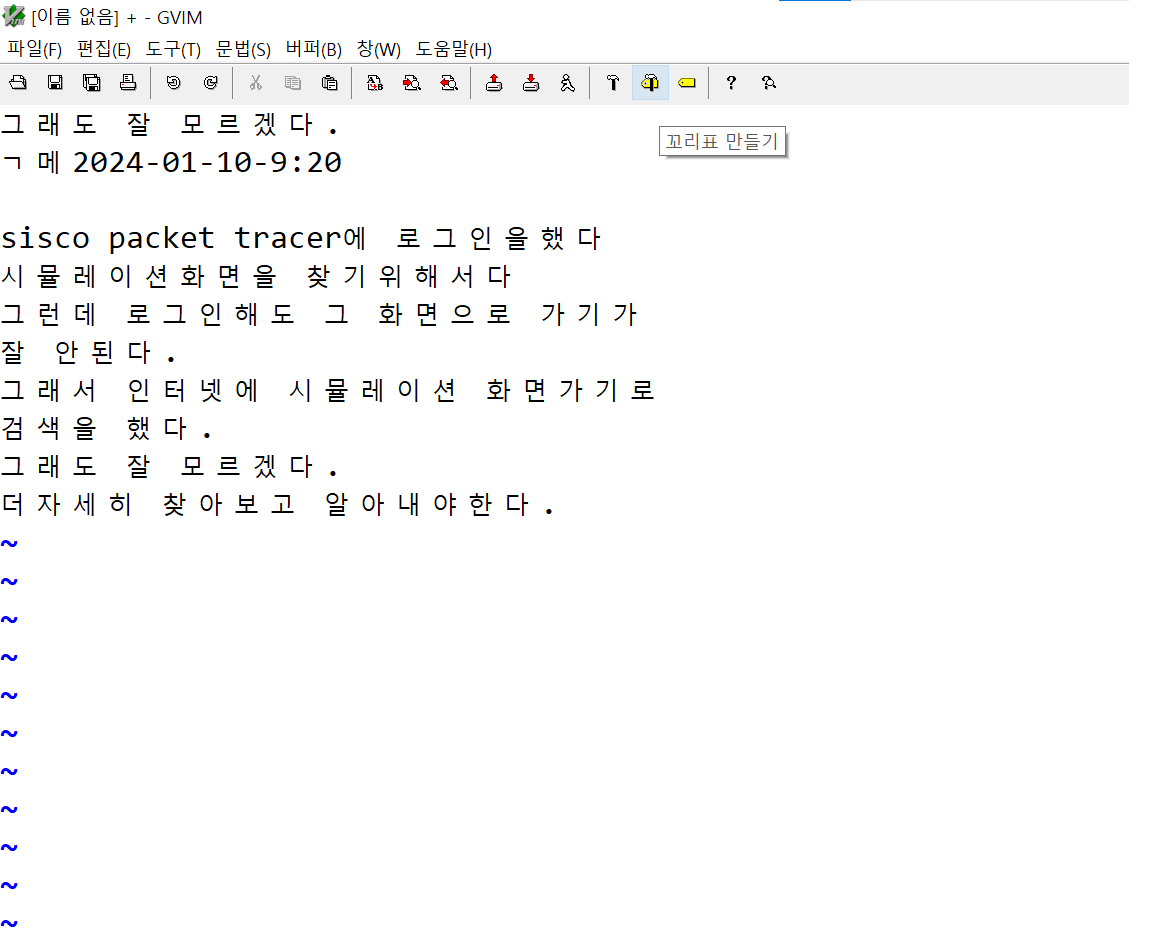 [이름 없음] + - GVIM
파일(F) 편집(E) 도구(T) 문법(S) 버퍼(B) 창(W) 도움말(H)
그래도 잘 모르겠다.
꼬리표 만들기
ㄱ메2024-01-10-9:20
sisco packet tracer에 로그인을했다
시뮬레이션화면을 찾기위해서다
그런데 로그인해도 그 화면으로 가기가
잘 안된다.
그래서 인터넷에 시뮬레이션 화면가기로
검색을 했다.
그래도 잘 모르겠다.
더자세히 찾아보고 알아내야한다.
~
~
~
~
~
~
~
~
~
~
~